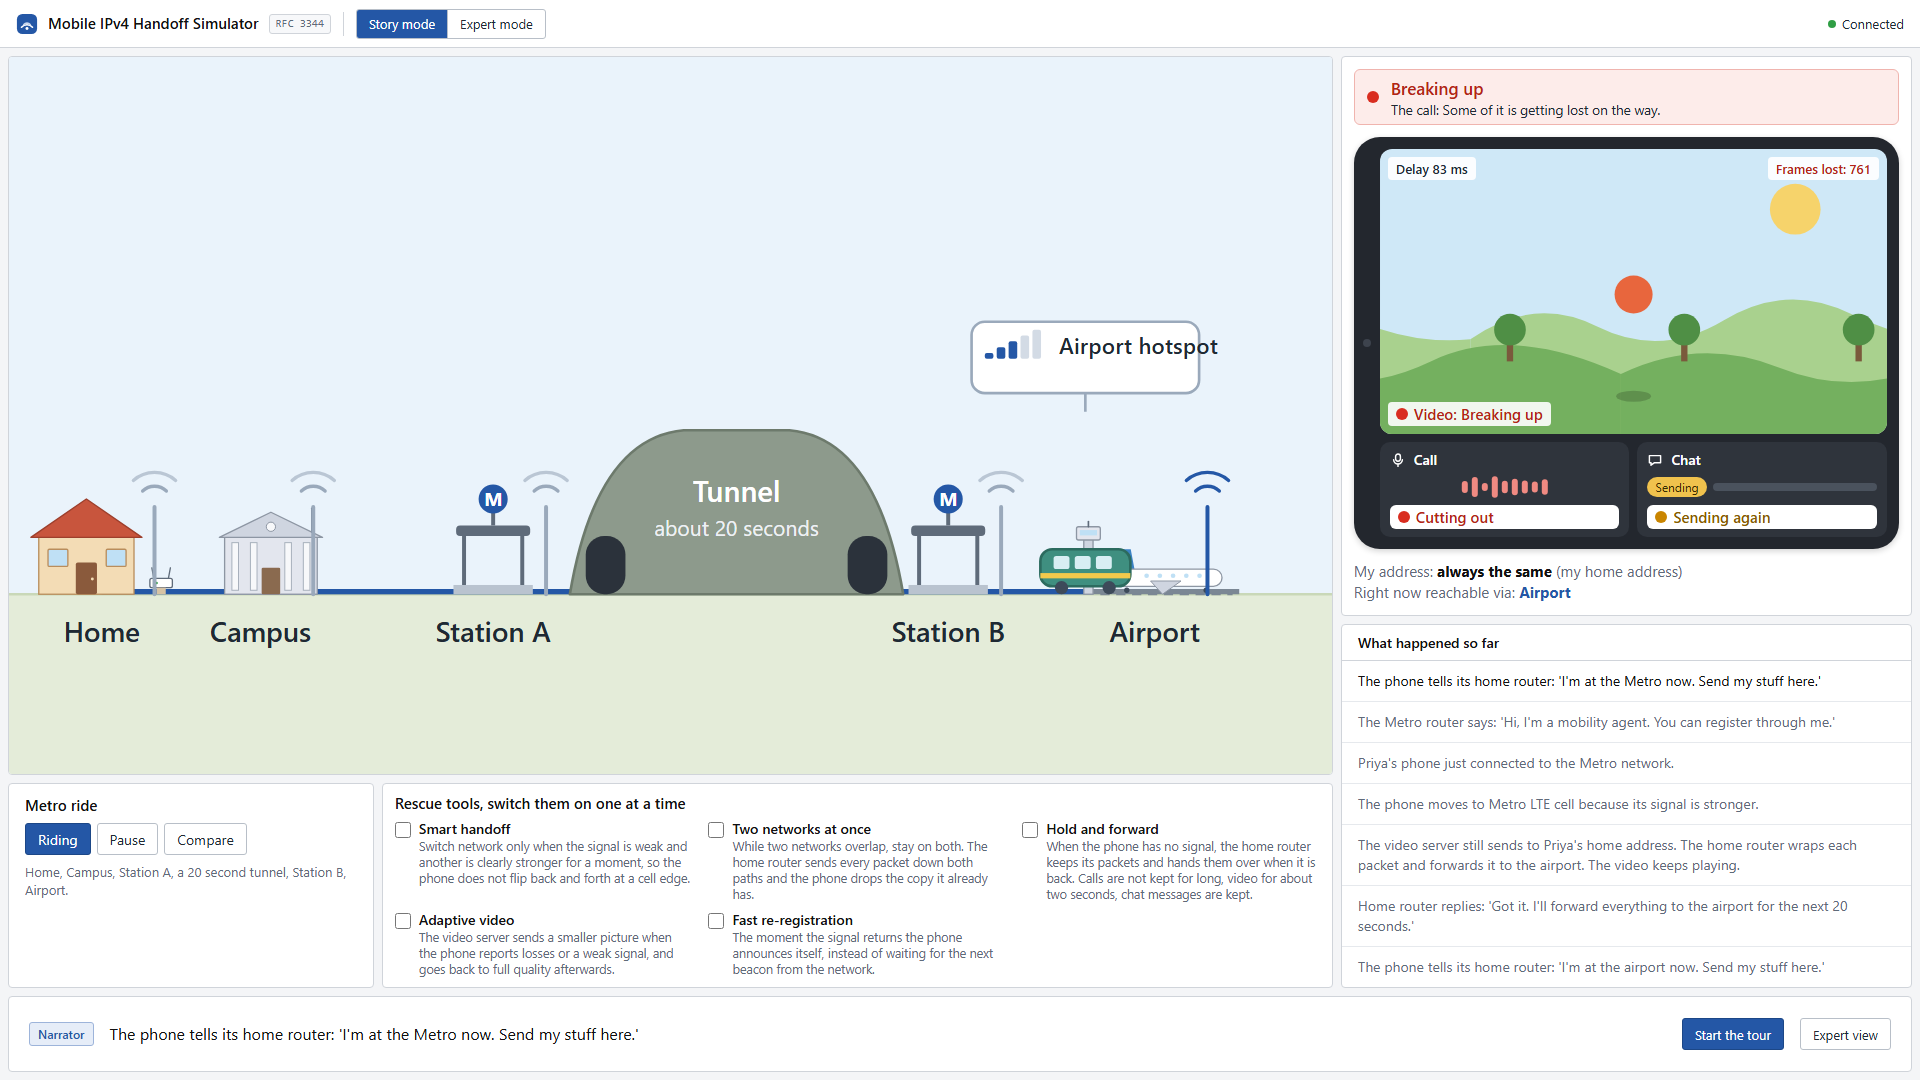 Mobile IPv4 Handoff Simulator
RFC 3344
Story mode
Expert mode
Connected
Airport hotspot
Tunnel
about 20 seconds
M
M
Home
Campus
Station A
Station B
Airport
Breaking up
The call: Some of it is getting lost on the way.
Delay 83 ms
Frames lost: 761
Video: Breaking up
Call
Cutting out
Chat
Sending
Sending again
My address: always the same (my home address)
Right now reachable via: Airport
What happened so far
The phone tells its home router: 'I'm at the Metro now. Send my stuff here.'
The Metro router says: 'Hi, I'm a mobility agent. You can register through me.'
Priya's phone just connected to the Metro network.
The phone moves to Metro LTE cell because its signal is stronger.
The video server still sends to Priya's home address. The home router wraps each
packet and forwards it to the airport. The video keeps playing.
Home router replies: 'Got it. I'll forward everything to the airport for the next 20
seconds.'
The phone tells its home router: 'I'm at the airport now. Send my stuff here.'
Metro ride
Riding
Pause
Compare
Home, Campus, Station A, a 20 second tunnel, Station B,
Airport.
Rescue tools, switch them on one at a time
Smart handoff
Switch network only when the signal is weak and
another is clearly stronger for a moment, so the
phone does not flip back and forth at a cell edge.
Two networks at once
While two networks overlap, stay on both. The
home router sends every packet down both
paths and the phone drops the copy it already
has.
Hold and forward
When the phone has no signal, the home router
keeps its packets and hands them over when it is
back. Calls are not kept for long, video for about
two seconds, chat messages are kept.
Adaptive video
The video server sends a smaller picture when
the phone reports losses or a weak signal, and
goes back to full quality afterwards.
Fast re-registration
The moment the signal returns the phone
announces itself, instead of waiting for the next
beacon from the network.
Narrator
The phone tells its home router: 'I'm at the Metro now. Send my stuff here.'
Start the tour
Expert view